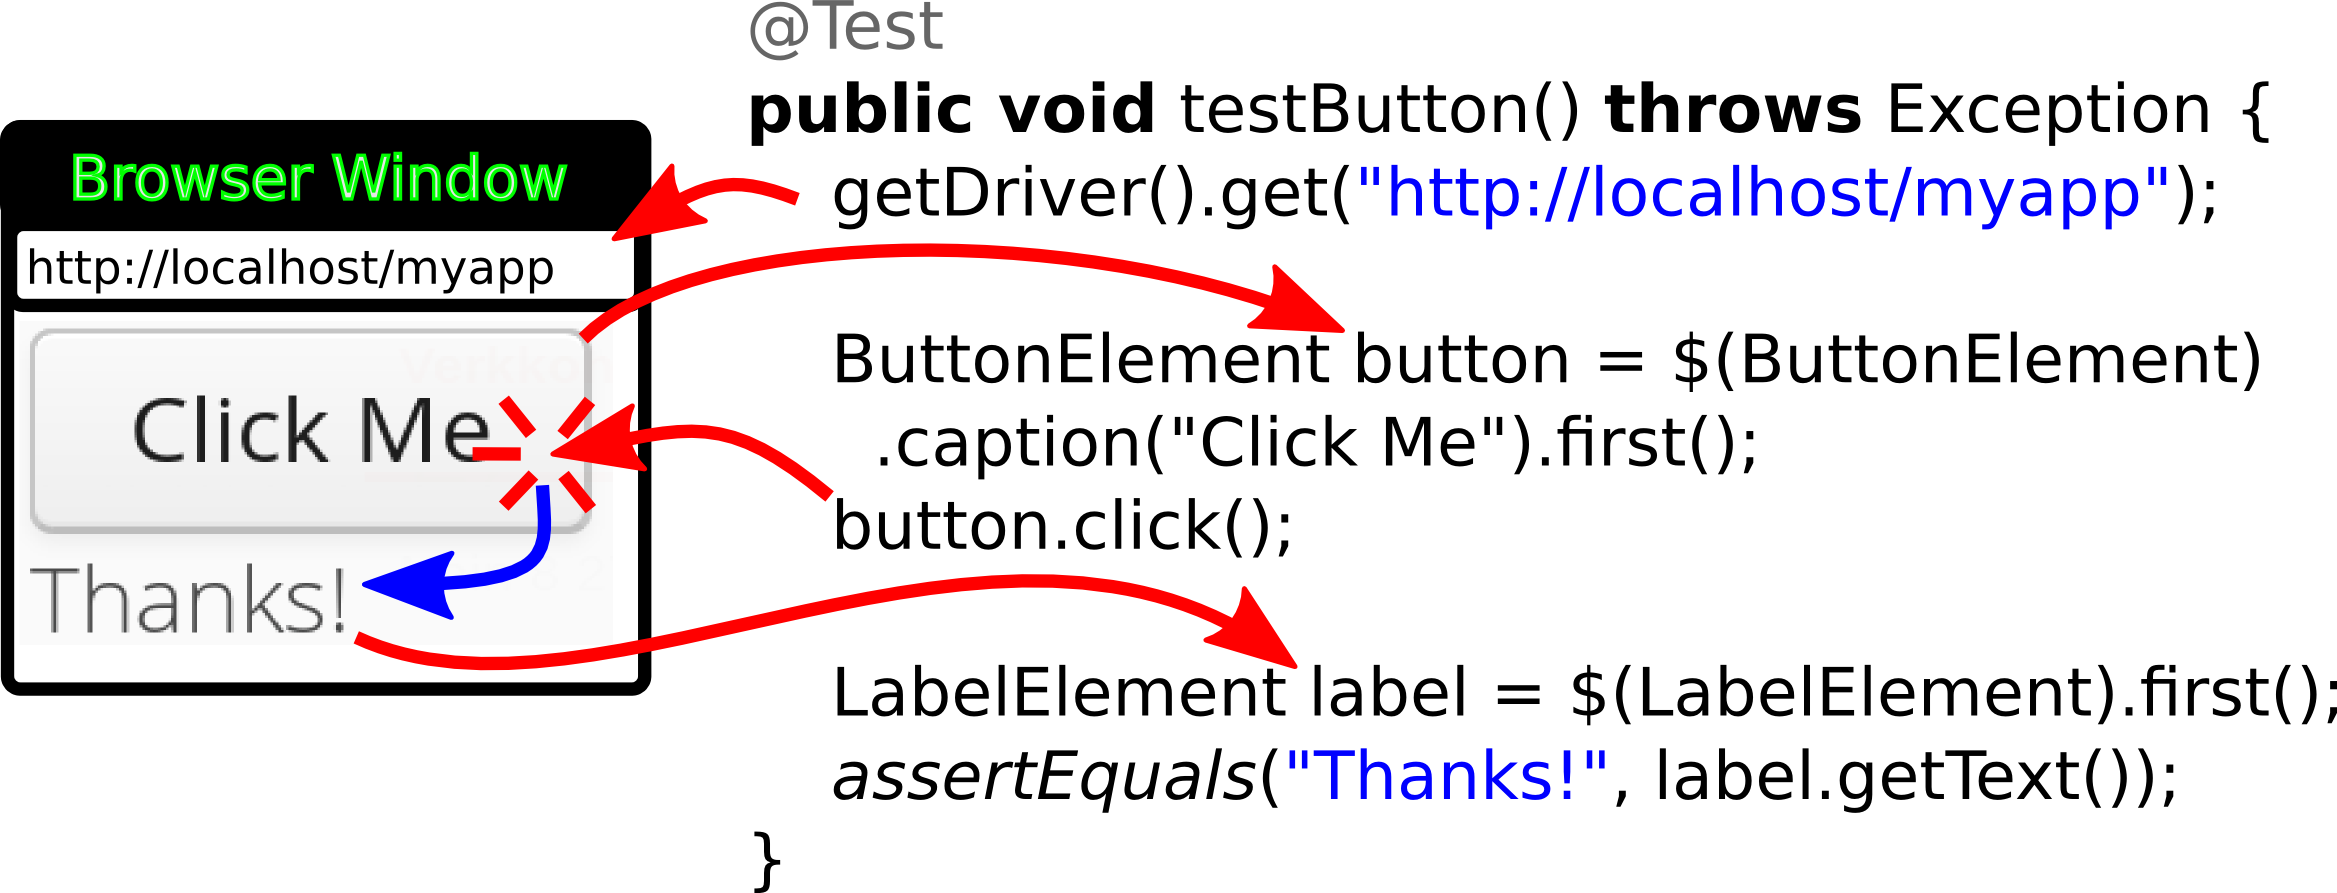 @Test
public void testButton() throws Exception {
getDriver().get("http://localhost/myapp");
ButtonElement button = $(ButtonElement)
.caption("Click Me").first();
button.click();
LabelElement label = $(LabelElement).first();
assertEquals("Thanks!", label.getText());
}
Browser Window
http://localhost/myapp
Click Me
Thanks!